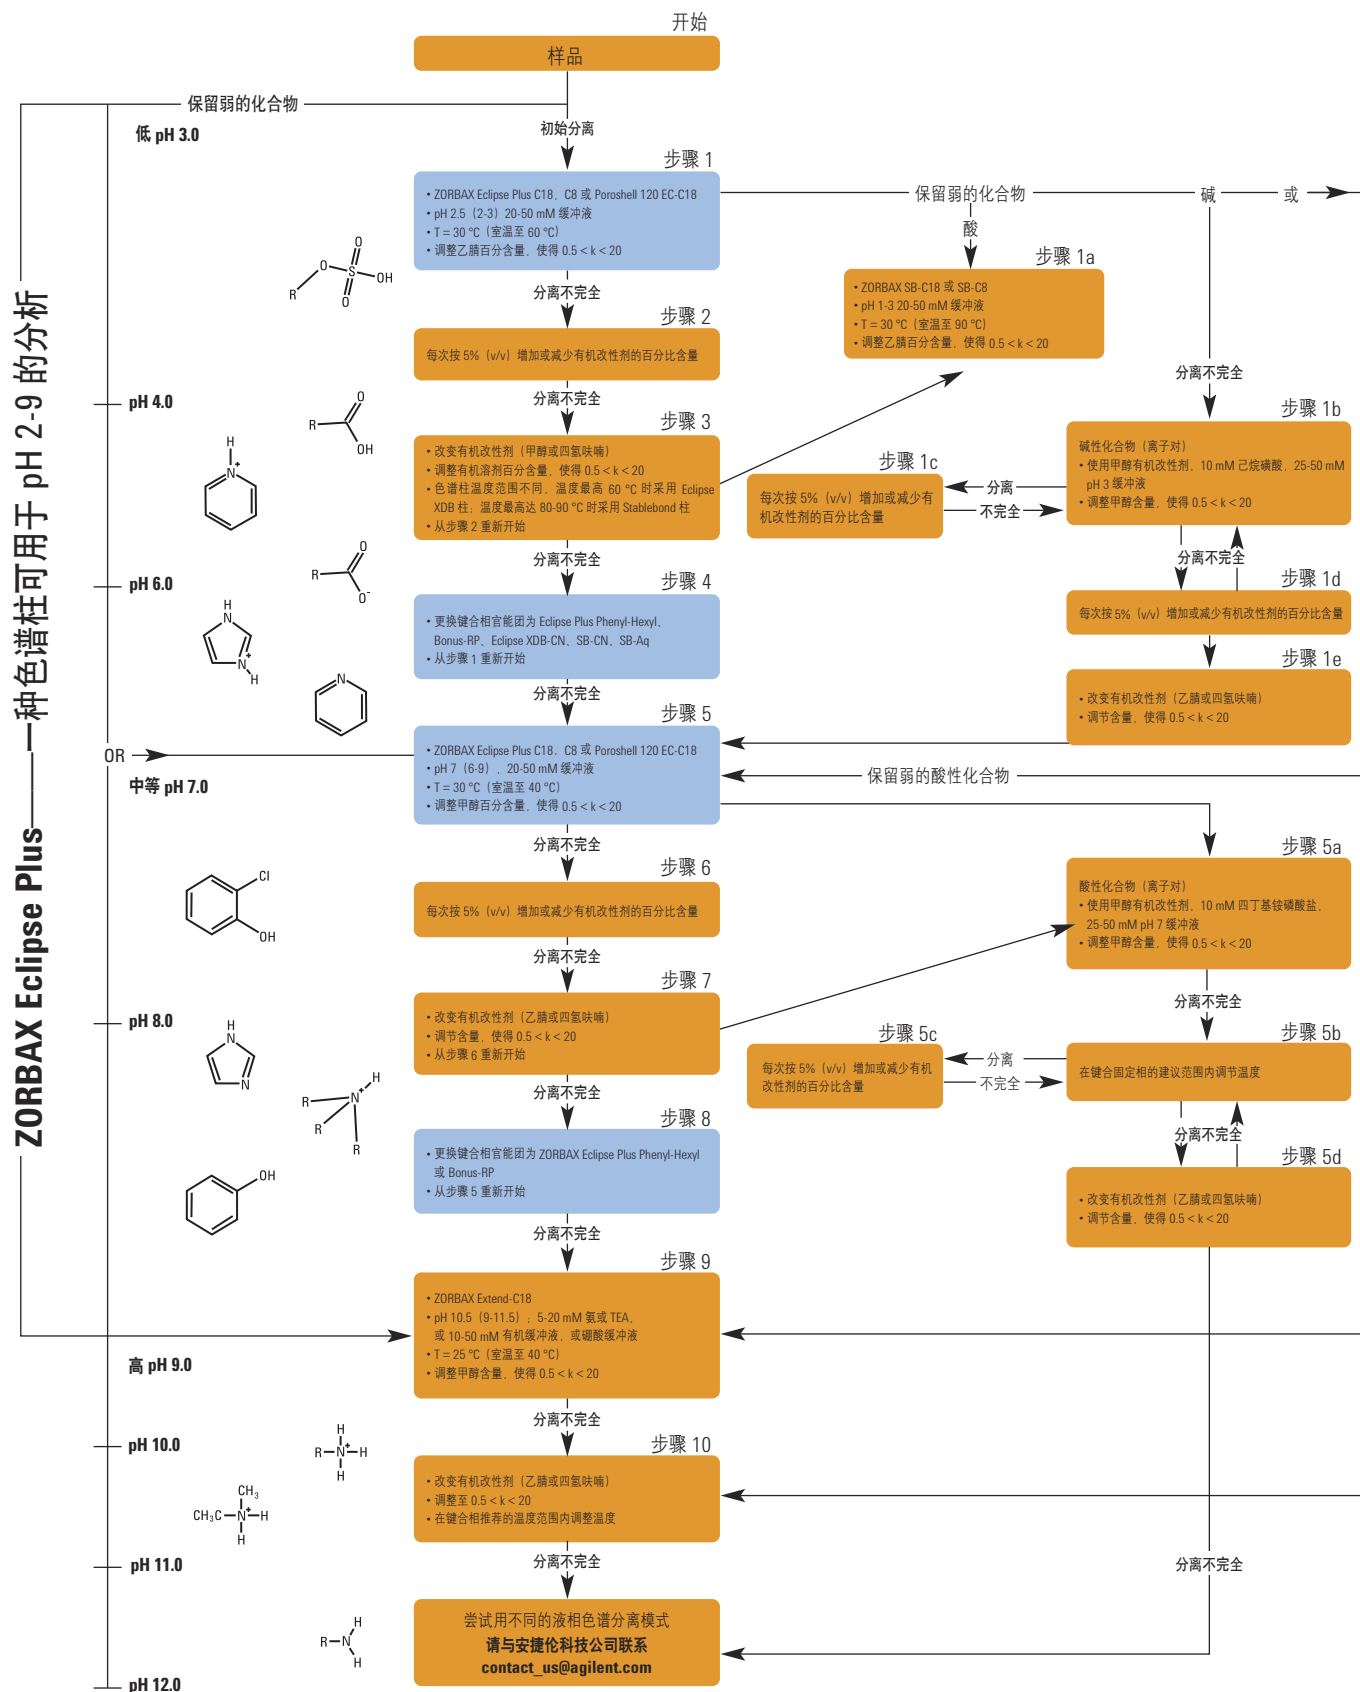 开始
样品
保留弱的化合物
低 pH 3.0
初始分离
步骤 1
• ZORBAX Eclipse Plus C18、C8 或 Poroshell 120 EC-C18
• pH 2.5（2-3）20-50 mM 缓冲液
• T = 30 °C（室温至 60 °C）
• 调整乙腈百分含量，使得 0.5 < k < 20
保留弱的化合物
碱
或
酸
步骤 1a
• ZORBAX SB-C18 或 SB-C8
• pH 1-3 20-50 mM 缓冲液
• T = 30 °C（室温至 90 °C）
• 调整乙腈百分含量，使得 0.5 < k < 20
O
O
S
OH
R
O
分离不完全
步骤 2
每次按 5%（v/v）增加或减少有机改性剂的百分比含量
分离不完全
分离不完全
pH 4.0
O
R
OH
H
N+
步骤 3
• 改变有机改性剂（甲醇或四氢呋喃）
• 调整有机溶剂百分含量，使得 0.5 < k < 20
• 色谱柱温度范围不同，温度最高 60 °C 时采用 Eclipse
XDB 柱；温度最高达 80-90 °C 时采用 Stablebond 柱
• 从步骤 2 重新开始
步骤 1b
碱性化合物（离子对）
• 使用甲醇有机改性剂，10 mM 己烷磺酸，25-50 mM
pH 3 缓冲液
• 调整甲醇含量，使得 0.5 < k < 20
步骤 1c
每次按 5%（v/v）增加或减少有
机改性剂的百分比含量
分离
不完全
分离不完全
分离不完全
pH 6.0
O
R
O-
H
N
N+
H
N
步骤 4
• 更换键合相官能团为 Eclipse Plus Phenyl-Hexyl、
Bonus-RP、Eclipse XDB-CN、SB-CN、SB-Aq
• 从步骤 1 重新开始
步骤 1d
每次按 5%（v/v）增加或减少有机改性剂的百分比含量
步骤 1e
• 改变有机改性剂（乙腈或四氢呋喃）
• 调节含量，使得 0.5 < k < 20
分离不完全
OR
中等 pH 7.0
步骤 5
• ZORBAX Eclipse Plus C18、C8 或 Poroshell 120 EC-C18
• pH 7（6-9），20-50 mM 缓冲液
• T = 30 °C（室温至 40 °C）
• 调整甲醇百分含量，使得 0.5 < k < 20
保留弱的酸性化合物
分离不完全
步骤 5a
酸性化合物（离子对）
• 使用甲醇有机改性剂，10 mM 四丁基铵磷酸盐，
25-50 mM pH 7 缓冲液
• 调整甲醇含量，使得 0.5 < k < 20
Cl
OH
步骤 6
每次按 5%（v/v）增加或减少有机改性剂的百分比含量
分离不完全
分离不完全
pH 8.0
H
N
N
步骤 7
• 改变有机改性剂（乙腈或四氢呋喃）
• 调节含量，使得 0.5 < k < 20
• 从步骤 6 重新开始
步骤 5c
每次按 5%（v/v）增加或减少有机
改性剂的百分比含量
分离
不完全
步骤 5b
在键合固定相的建议范围内调节温度
H
N+
R
R
R
分离不完全
分离不完全
步骤 8
• 更换键合相官能团为 ZORBAX Eclipse Plus Phenyl-Hexyl
或 Bonus-RP
• 从步骤 5 重新开始
步骤 5d
• 改变有机改性剂（乙腈或四氢呋喃）
• 调节含量，使得 0.5 < k < 20
OH
分离不完全
步骤 9
• ZORBAX Extend-C18
• pH 10.5（9-11.5）；5-20 mM 氨或 TEA，
或 10-50 mM 有机缓冲液，或硼酸缓冲液
• T = 25 °C（室温至 40 °C）
• 调整甲醇含量，使得 0.5 < k < 20
高 pH 9.0
分离不完全
pH 10.0
H
R N+ H
H
CH3
CH3C N+ H
H
步骤 10
• 改变有机改性剂（乙腈或四氢呋喃）
• 调整至 0.5 < k < 20
• 在键合相推荐的温度范围内调整温度
分离不完全
分离不完全
pH 11.0
H
R N
H
尝试用不同的液相色谱分离模式
请与安捷伦科技公司联系
contact_us@agilent.com
pH 12.0
ZORBAX Eclipse Plus——一种色谱柱可用于 pH 2-9 的分析